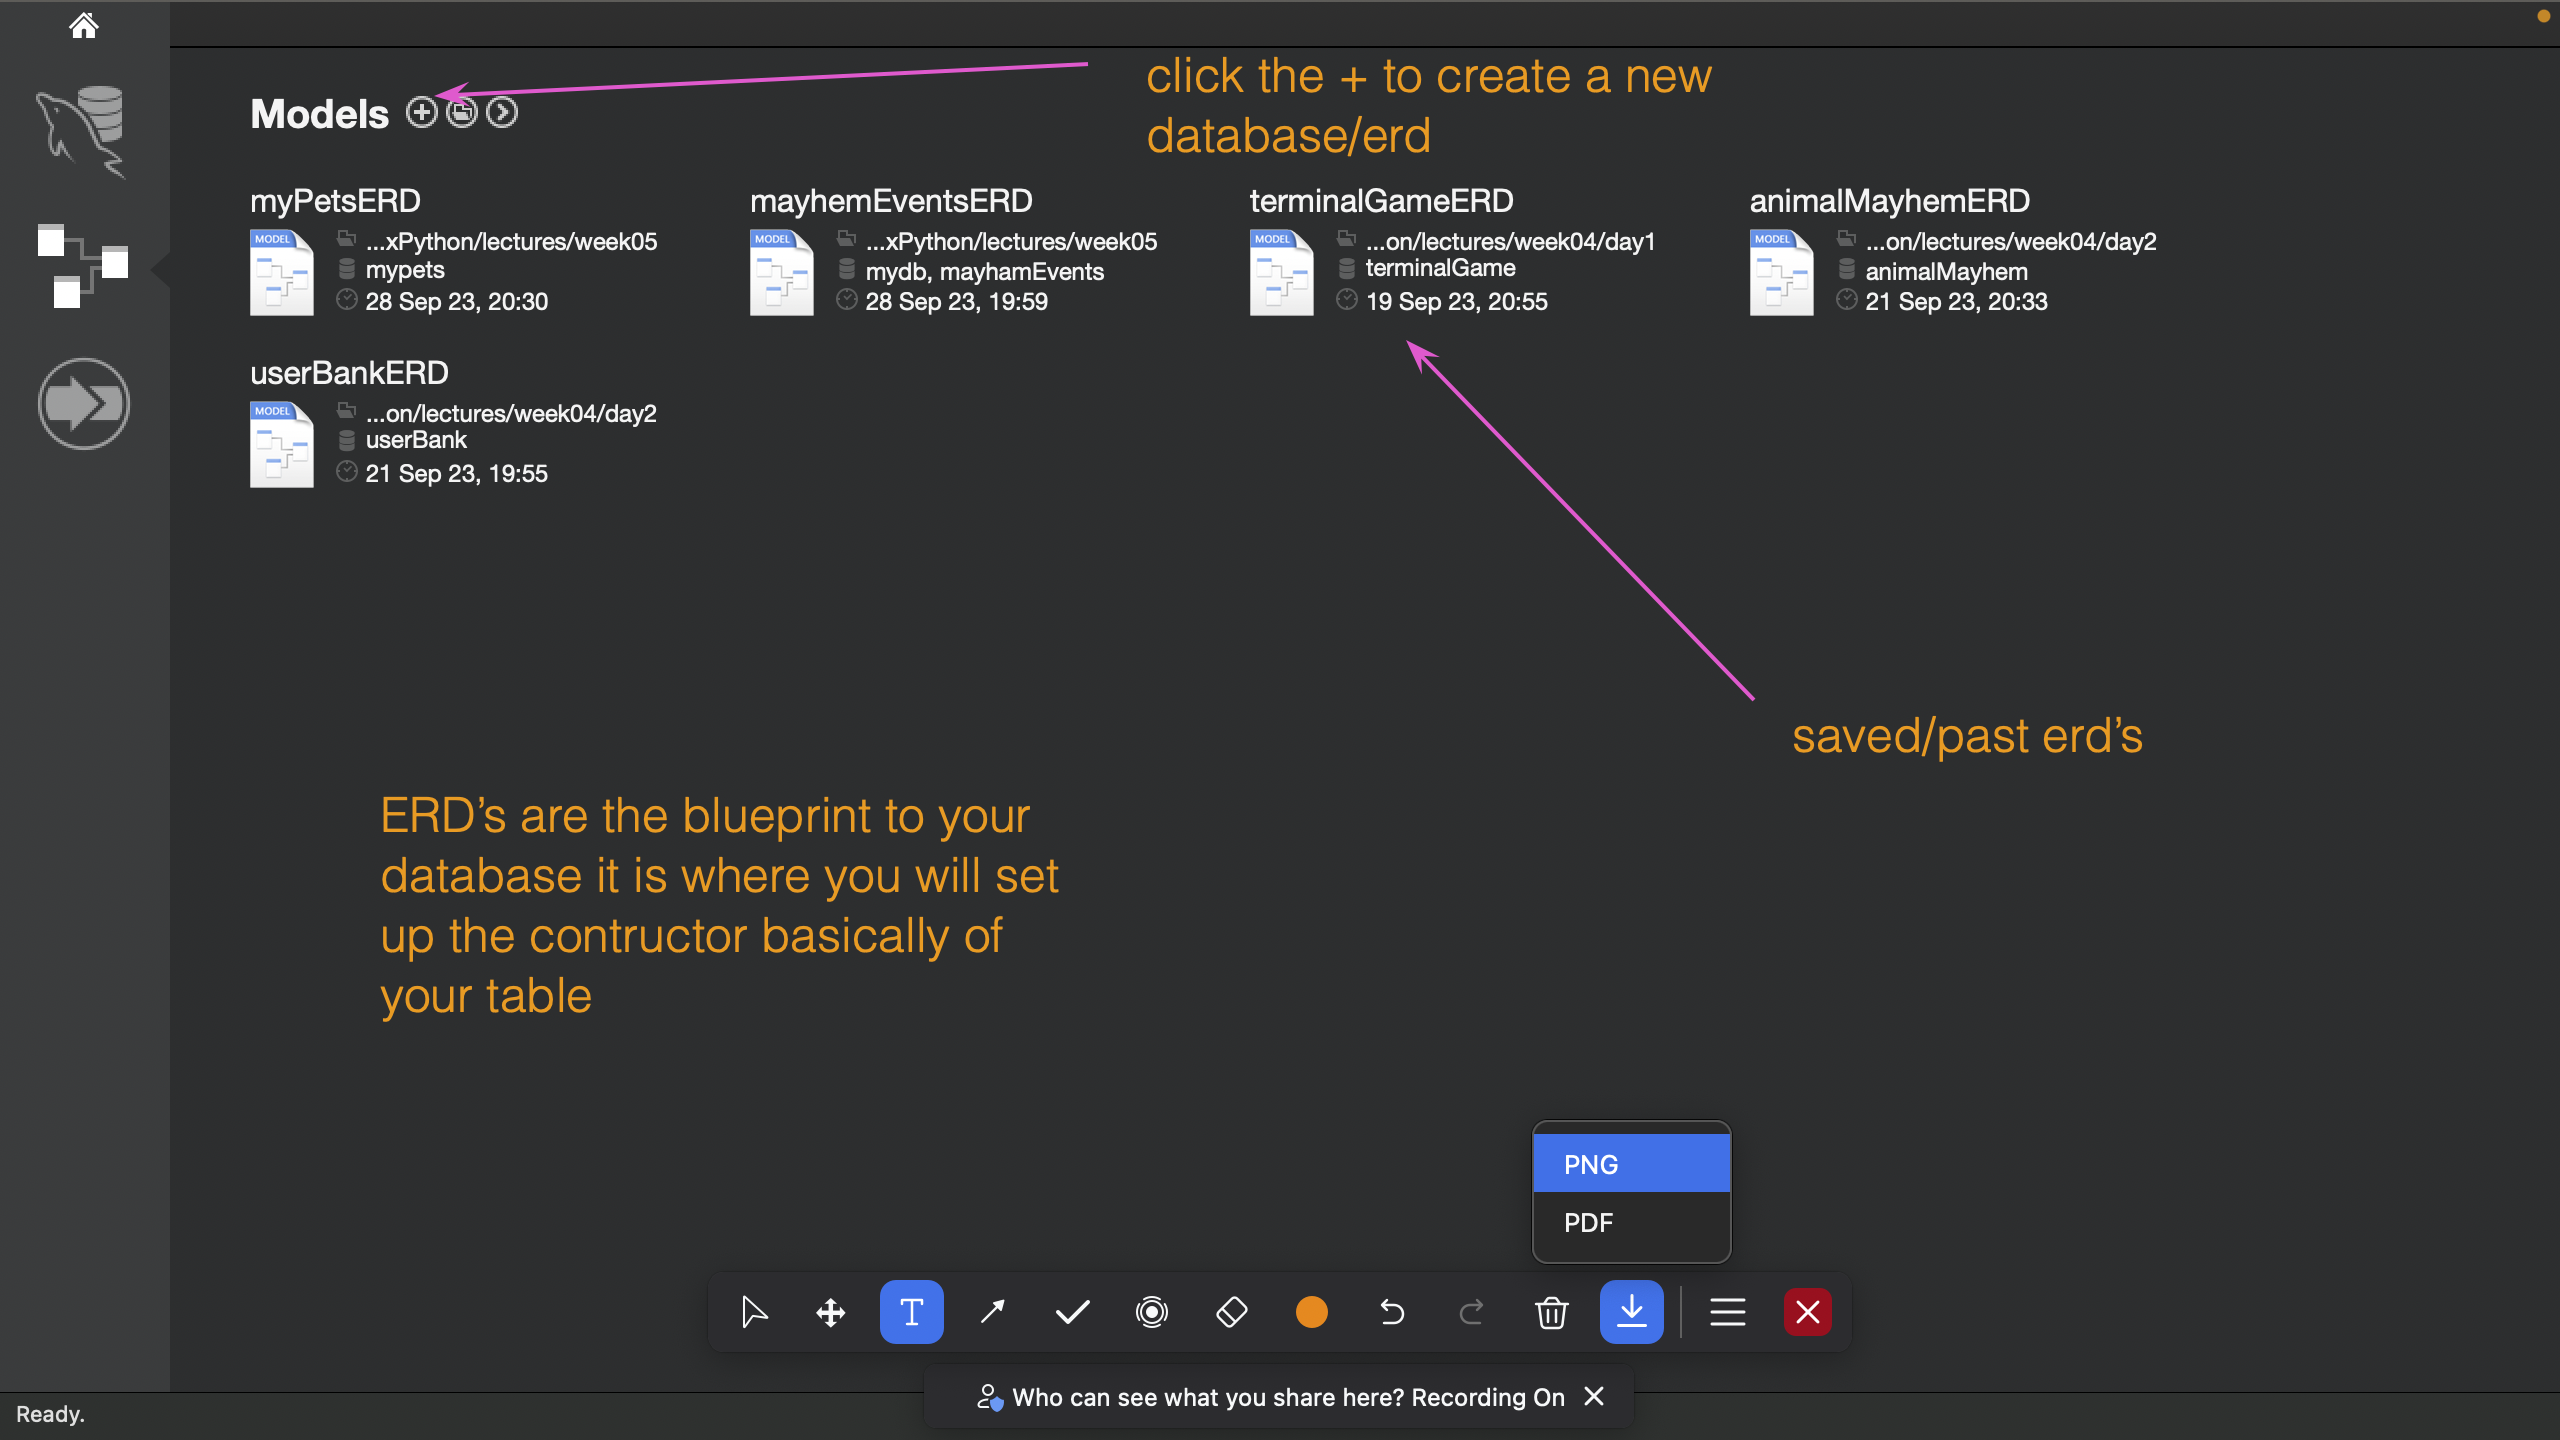 click the + to create a new
database/erd
Models
myPetsERD
MODEL
...xPython/lectures/week05
mypets
28 Sep 23, 20:30
mayhemEventsERD
MODEL
...xPython/lectures/week05
mydb, mayhamEvents
28 Sep 23, 19:59
terminalGameERD
MODEL
...on/lectures/week04/day1
terminalGame
19 Sep 23, 20:55
animalMayhemERD
MODEL
...on/lectures/week04/day2
animalMayhem
21 Sep 23, 20:33
userBankERD
MODEL
...on/lectures/week04/day2
userBank
21 Sep 23, 19:55
saved/past erd’s
ERD’s are the blueprint to your
database it is where you will set
up the contructor basically of
your table
PNG
PDF
T
Who can see what you share here? Recording On
Ready.